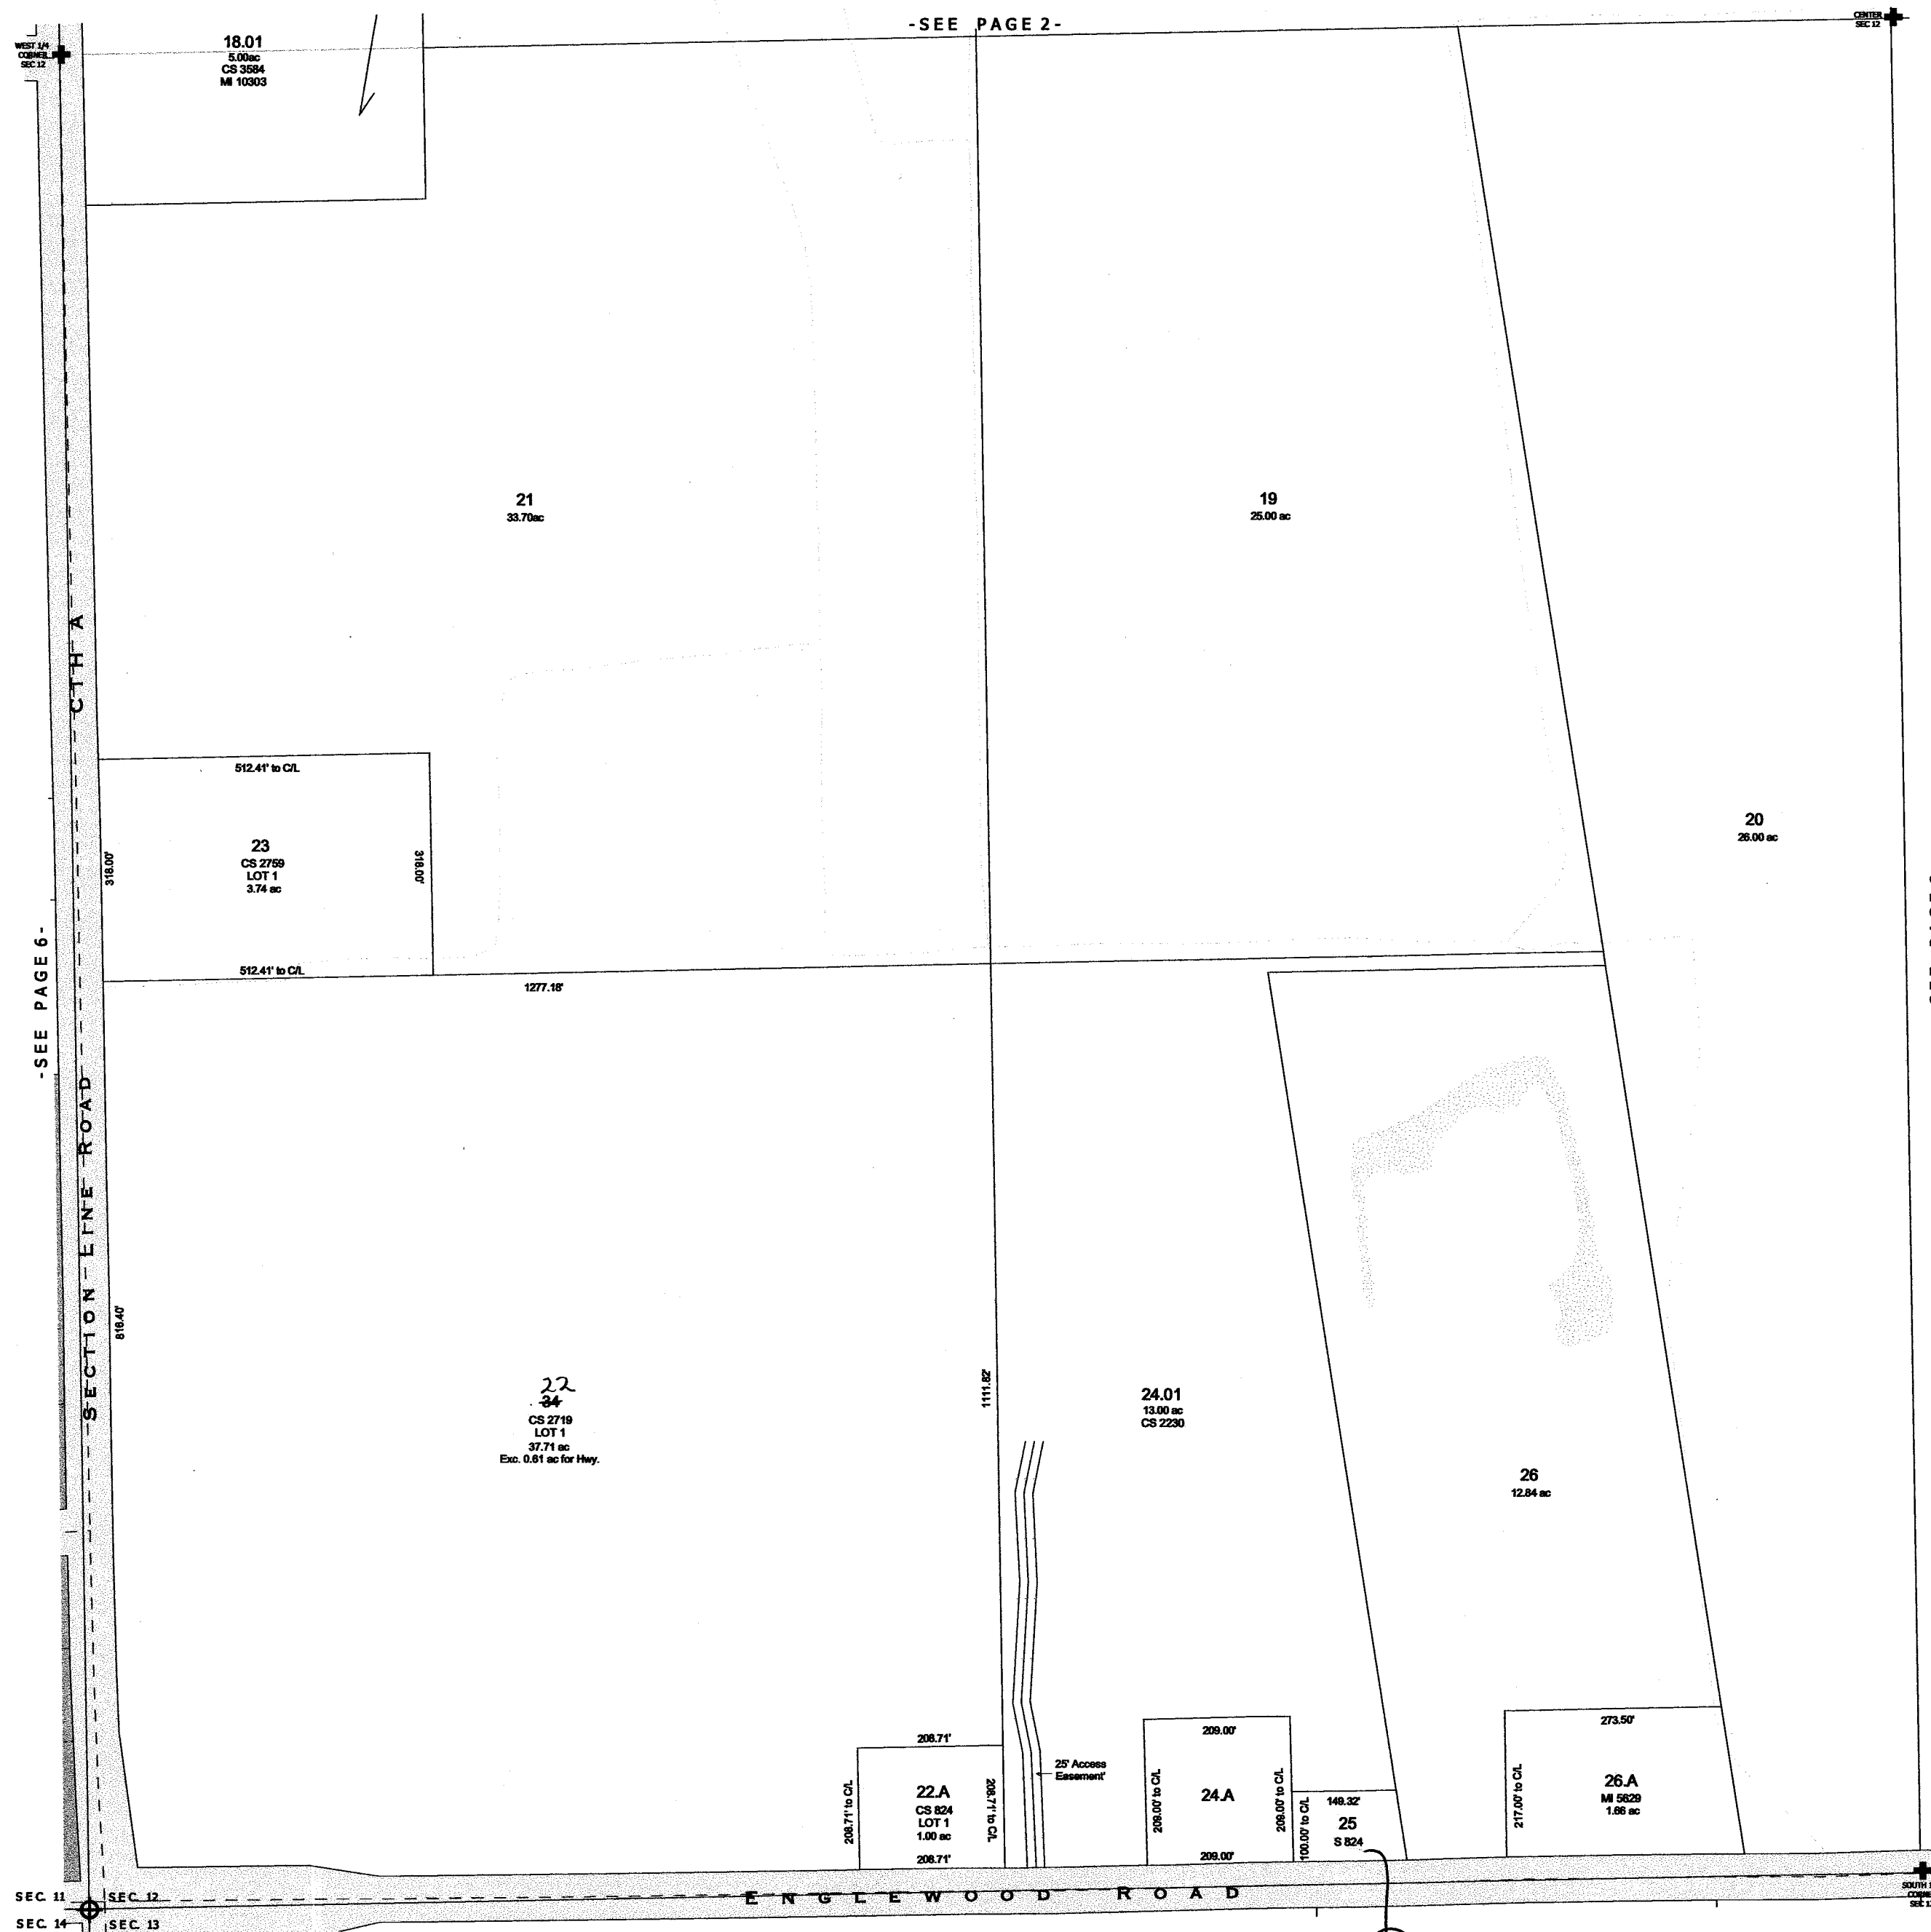 -SEE PAGE 2-
WEST 1/4
CORNER
SEC 12
CENTER
SEC 12
18.01
5.00ac
CS 3584
MI 10303
21
33.70ac
19
25.00 ac
CTH A
20
26.00 ac
512.41' to C/L
318.00'
23
CS 2759
LOT 1
3.74 ac
318.00'
512.41' to C/L
1277.18'
-SEE PAGE 6-
SECTION LINE ROAD
816.40'
22
34
CS 2719
LOT 1
37.71 ac
Exc. 0.61 ac for Hwy.
1111.82'
24.01
13.00 ac
CS 2230
26
12.84 ac
208.71'
208.71' to C/L
22.A
CS 824
LOT 1
1.00 ac
208.71' to C/L
208.71'
25' Access
Easement'
209.00'
209.00' to C/L
24.A
209.00' to C/L
209.00'
149.32'
100.00' to C/L
25
S 824
273.50'
217.00' to C/L
26.A
MI 5629
1.66 ac
ENGLEWOOD ROAD
SEC. 11
SEC. 12
SEC. 14
SEC. 13
SOUTH